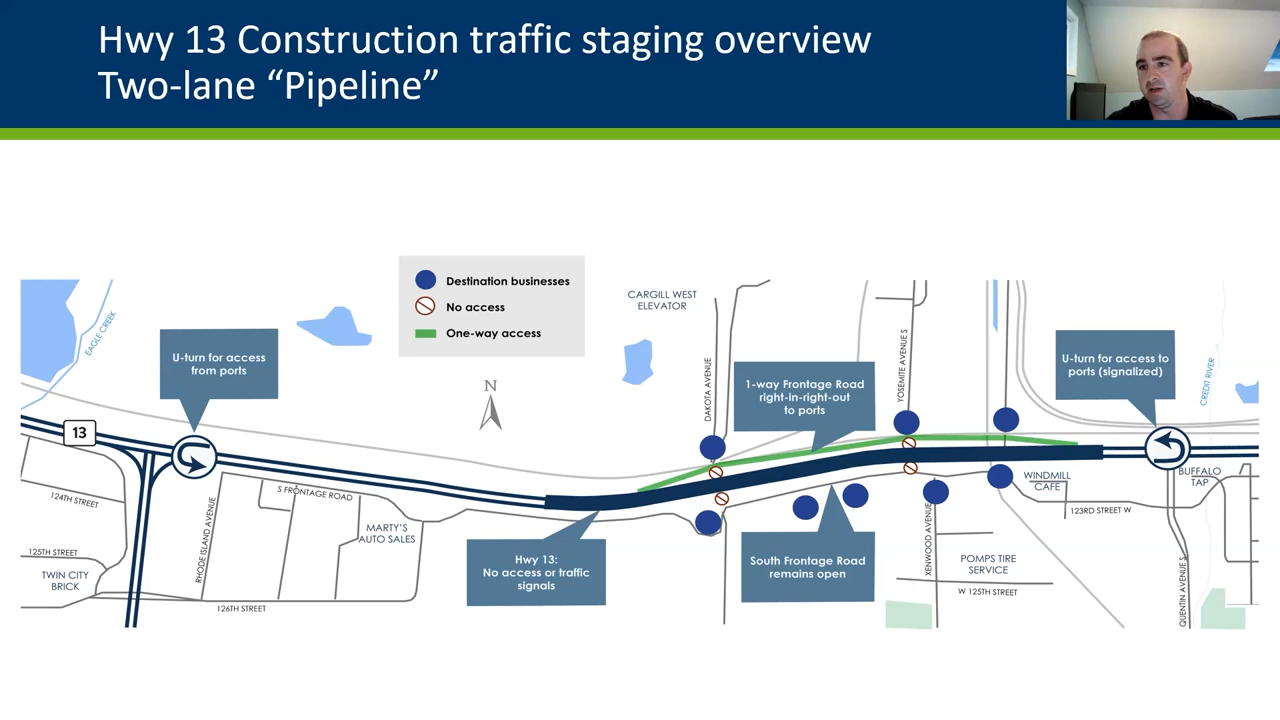 Hwy 13 Construction traffic staging overview
Two-lane “Pipeline”
Destination businesses
No access
One-way access
CARGILL WEST
ELEVATOR
EAGLE CREEK
U-turn for access
from ports
N
DAKOTA AVENUE
1-way Frontage Road
right-in-right-out
to ports
YOSEMITE AVENUE S
U-turn for access to
ports (signalized)
CREDIT RIVER
13
124TH STREET
S FRONTAGE ROAD
RHODE ISLAND AVENUE
MARTY'S
AUTO SALES
125TH STREET
TWIN CITY
BRICK
126TH STREET
Hwy 13:
No access or traffic
signals
South Frontage Road
remains open
XENWOOD AVENUE
WINDMILL
CAFE
BUFFALO
TAP
123RD STREET W
POMPS TIRE
SERVICE
W 125TH STREET
QUENTIN AVENUE S